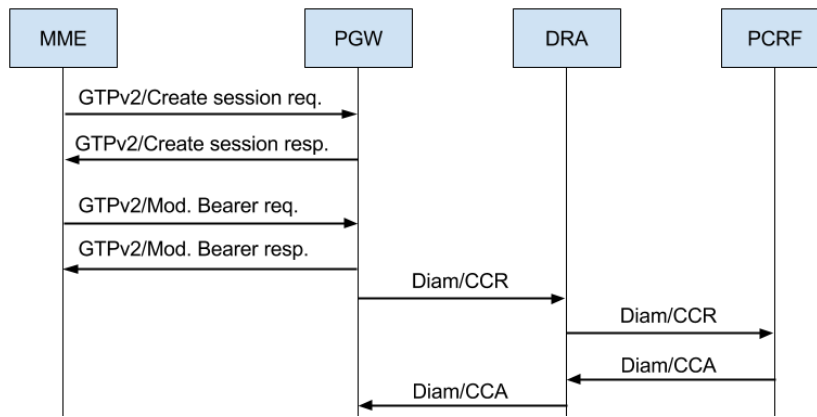 MME
PGW
DRA
PCRF
GTPv2/Create session req.
GTPv2/Create session resp.
GTPv2/Mod. Bearer req.
GTPv2/Mod. Bearer resp.
Diam/CCR
Diam/CCR
Diam/CCA
Diam/CCA